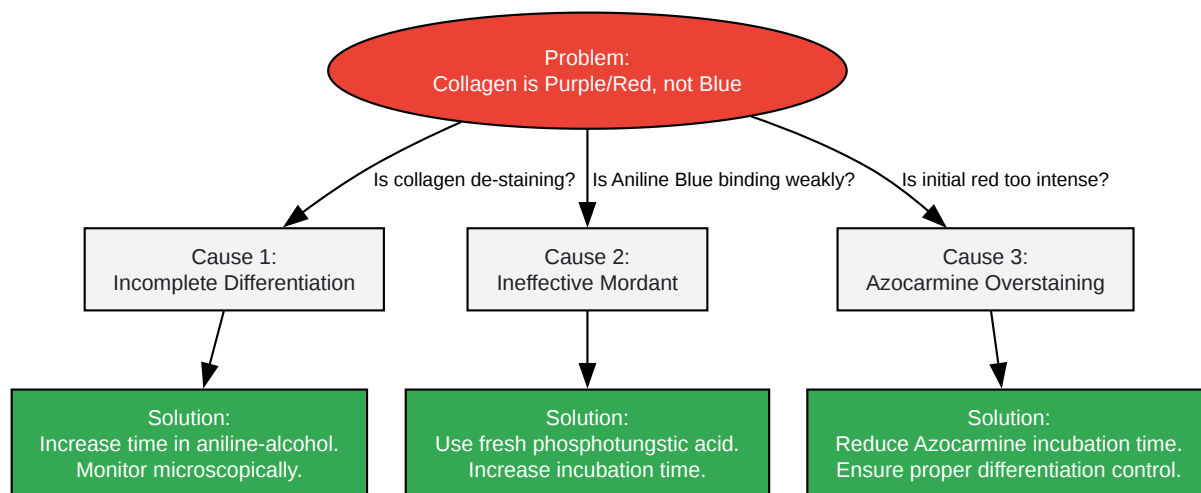 Problem:
Collagen is Purple/Red, not Blue
Is collagen de-staining?
Is Aniline Blue binding weakly?
Is initial red too intense?
Cause 1:
Incomplete Differentiation
Cause 2:
Ineffective Mordant
Cause 3:
Azocarmine Overstaining
Solution:
Increase time in aniline-alcohol.
Monitor microscopically.
Solution:
Use fresh phosphotungstic acid.
Increase incubation time.
Solution:
Reduce Azocarmine incubation time.
Ensure proper differentiation control.